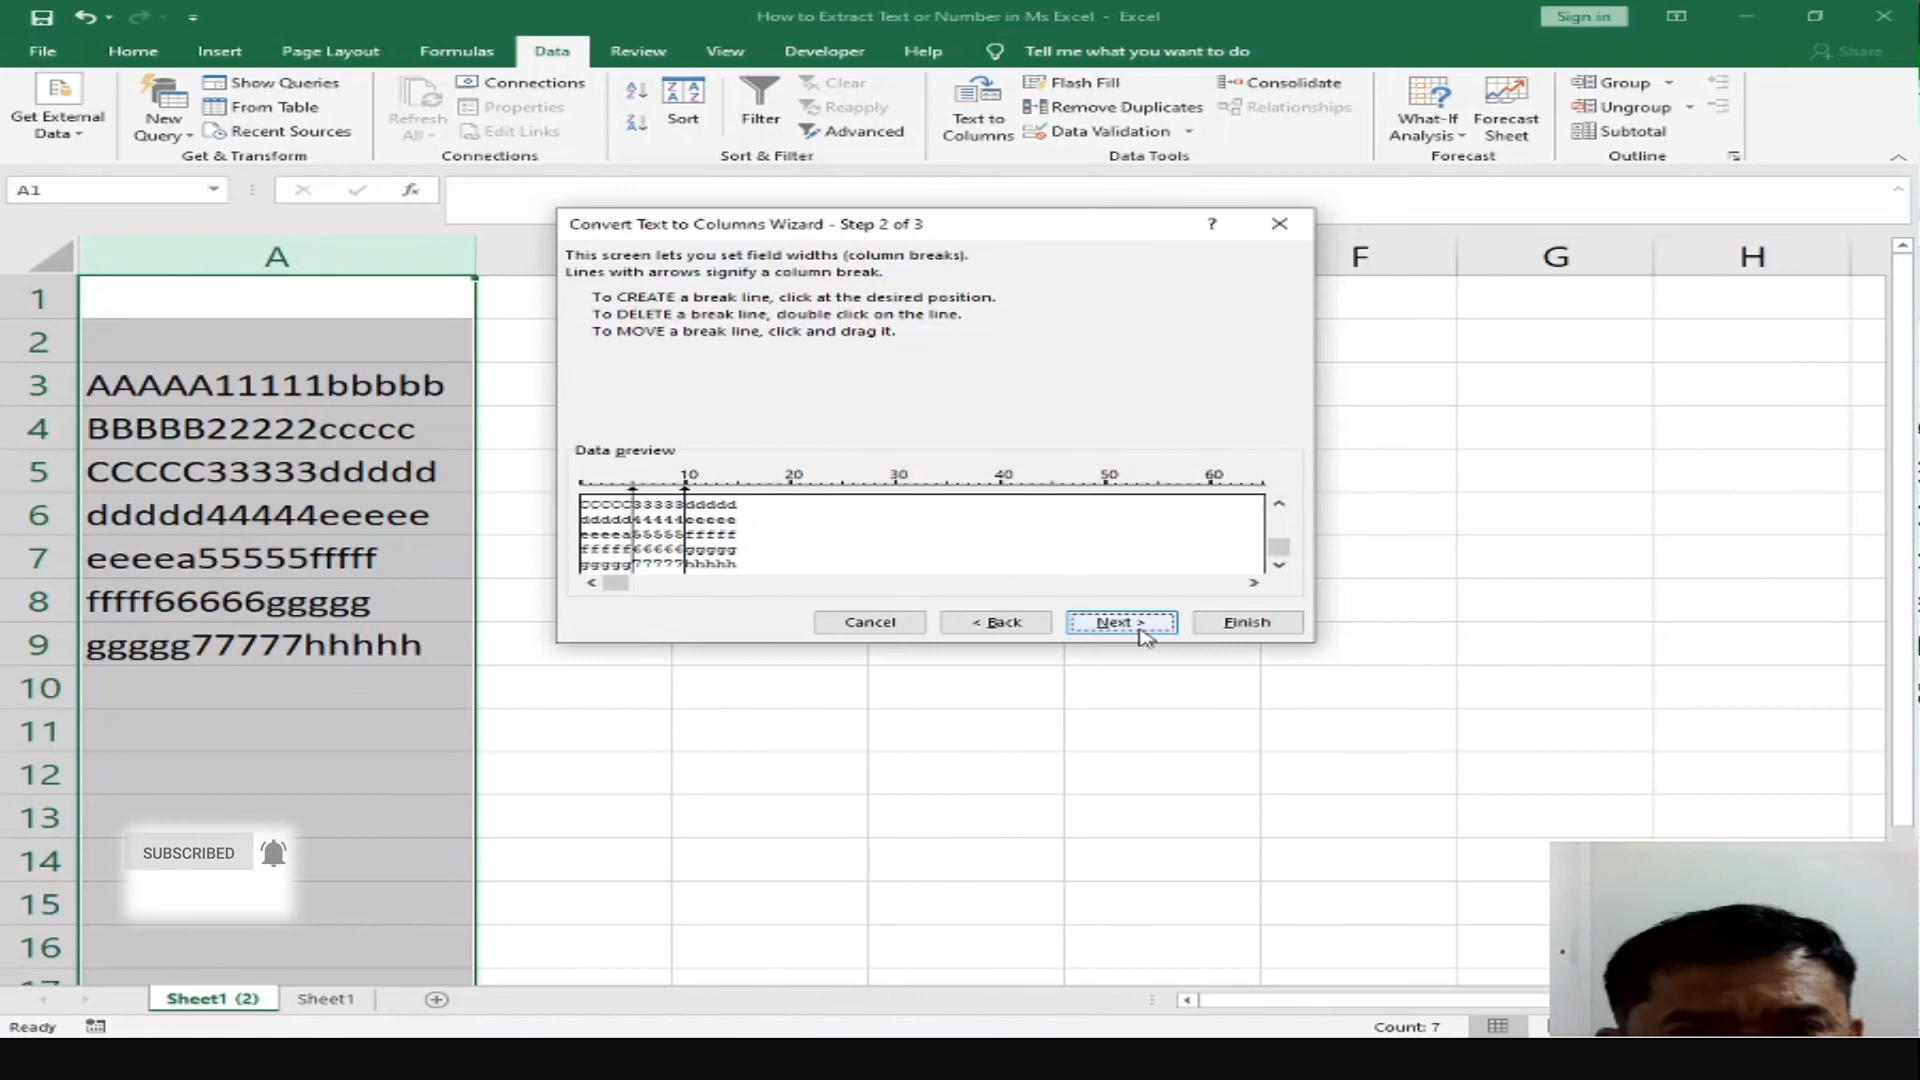 How to Extract Text or Number in Ms Excel - Excel
Sign in
File Home Insert Page Layout Formulas Data Review View Developer Help Tell me what you want to do Share
Get External Data
New Query
Show Queries
From Table
Recent Sources
Get & Transform
Refresh All
Connections
Properties
Edit Links
Connections
Sort
Filter
Clear
Reapply
Advanced
Sort & Filter
Text to Columns
Flash Fill
Remove Duplicates
Data Validation
Consolidate
Relationships
Data Tools
What-If Analysis
Forecast Sheet
Forecast
Group
Ungroup
Subtotal
Outline
A1
fx
A F G H
1
2
3 AAAAA11111bbbbb
4 BBBBB22222ccccc
5 CCCCC33333ddddd
6 ddddd44444eeeee
7 eeeea55555fffff
8 fffff66666ggggg
9 ggggg77777hhhhh
10
11
12
13
14
15
16
17
Convert Text to Columns Wizard - Step 2 of 3
? 
This screen lets you set field widths (column breaks).
Lines with arrows signify a column break.
To CREATE a break line, click at the desired position.
To DELETE a break line, double click on the line.
To MOVE a break line, click and drag it.
Data preview
10 20 30 40 50 60
CCCCC33333ddddd
ddddd44444eeeee
eeeea55555fffff
fffff66666ggggg
ggggg77777hhhhh
Cancel < Back Next > Finish
SUBSCRIBED
Sheet1 (2) Sheet1
Ready
Count: 7